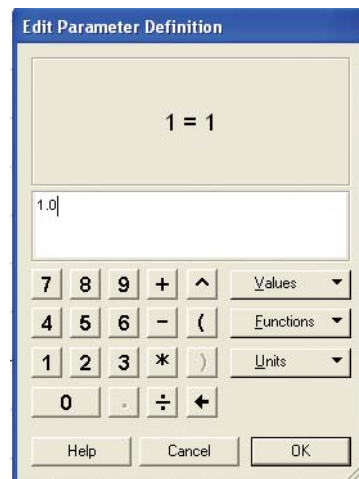 Edit Parameter Definition
1 = 1
1.0
7 8 9 + ^ Values
4 5 6 - ( Functions
1 2 3 * ) Units
0 . ÷ ←
Help Cancel OK